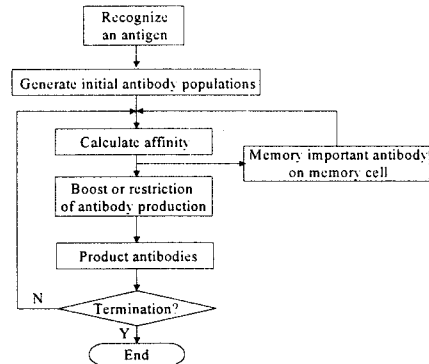 Recognize
an antigen
Generate initial antibody populations
Calculate affinity
Memory important antibody
on memory cell
Boost or restriction
of antibody production
Product antibodies
N
Termination?
Y
End